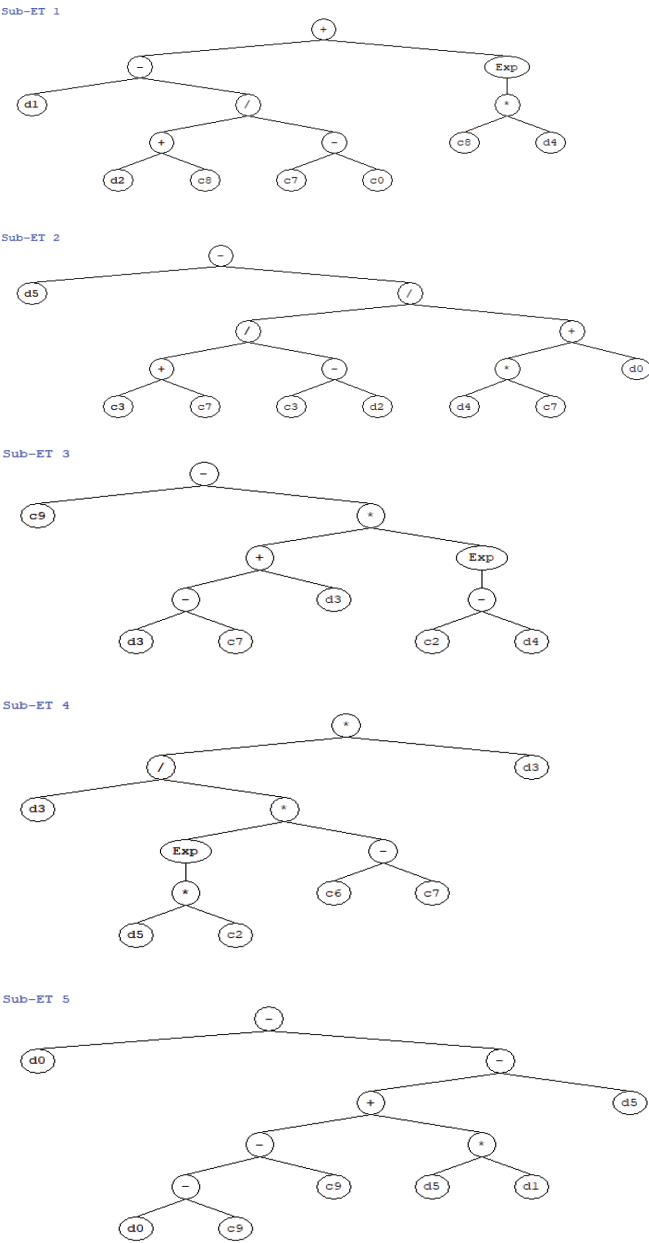 Sub-ET 1
+
- Exp
d1 / *
+ - c8 d4
d2 c8 c7 c0
Sub-ET 2
-
d5 /
/ +
+ - * d0
c3 c7 c3 d2 d4 c7
Sub-ET 3
-
c9 *
+ Exp
- d3 -
d3 c7 c2 d4
Sub-ET 4
*
/ d3
d3 *
Exp -
* c6 c7
d5 c2
Sub-ET 5
-
d0 -
+ d5
- *
- c9 d5 d1
d0 c9